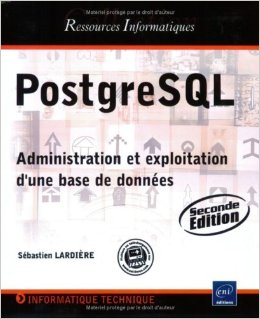 Matériel protégé par le droit d'auteur
Ressources Informatiques
PostgreSQL
Administration et exploitation
d'une base de données
Seconde
Édition
Sébastien LARDIÈRE
eni
éditions
INFORMATIQUE TECHNIQUE
Matériel protégé par le droit d'auteur